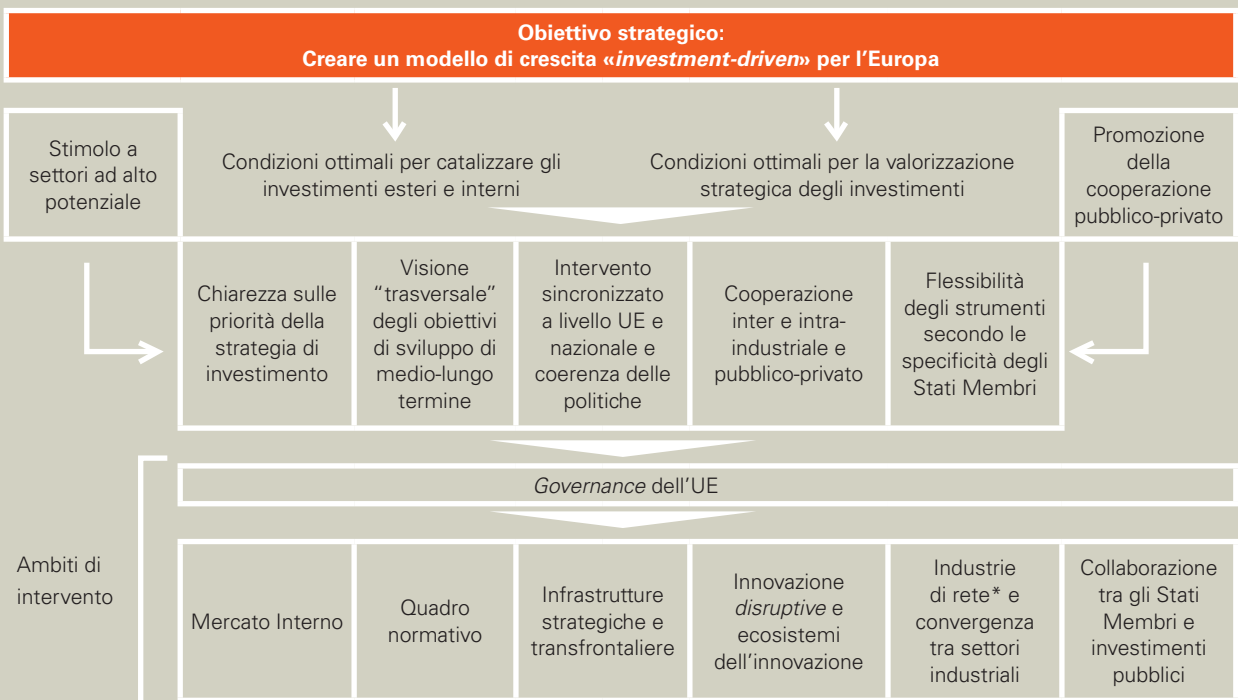 Obiettivo strategico:
Creare un modello di crescita «investment-driven» per l'Europa
Stimolo a
settori ad alto
potenziale
Condizioni ottimali per catalizzare gli
investimenti esteri e interni
Condizioni ottimali per la valorizzazione
strategica degli investimenti
Promozione
della
cooperazione
pubblico-privato
Chiarezza sulle
priorità della
strategia di
investimento
Visione
“trasversale”
degli obiettivi
di sviluppo di
medio-lungo
termine
Intervento
sincronizzato
a livello UE e
nazionale e
coerenza delle
politiche
Cooperazione
inter e intra-
industriale e
pubblico-privato
Flessibilità
degli strumenti
secondo le
specificità degli
Stati Membri
Governance dell'UE
Ambiti di
intervento
Mercato Interno
Quadro
normativo
Infrastrutture
strategiche e
transfrontaliere
Innovazione
disruptive e
ecosistemi
dell'innovazione
Industrie
di rete* e
convergenza
tra settori
industriali
Collaborazione
tra gli Stati
Membri e
investimenti
pubblici